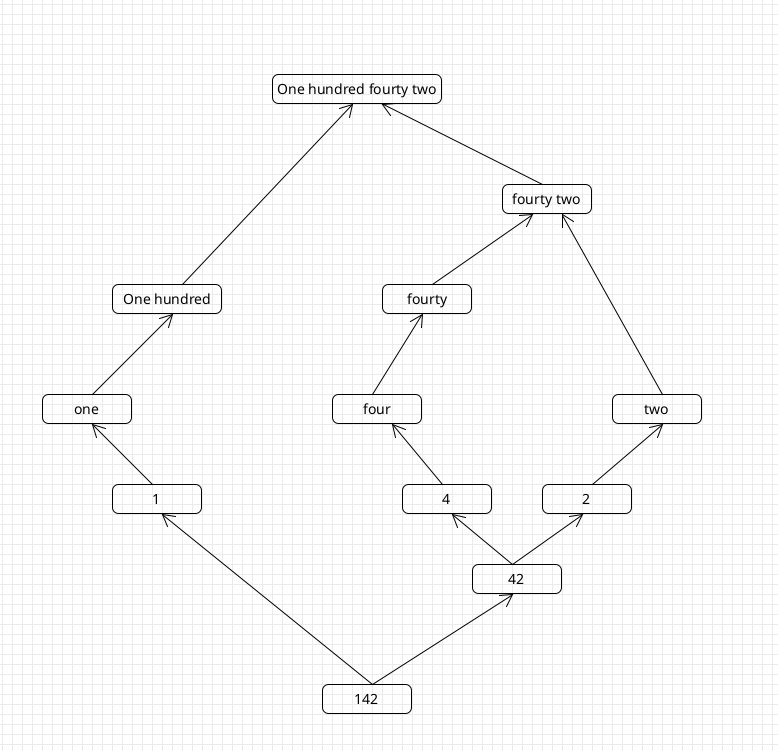 One hundred fourty two
fourty two
One hundred
fourty
one
four
two
1
4
2
42
142